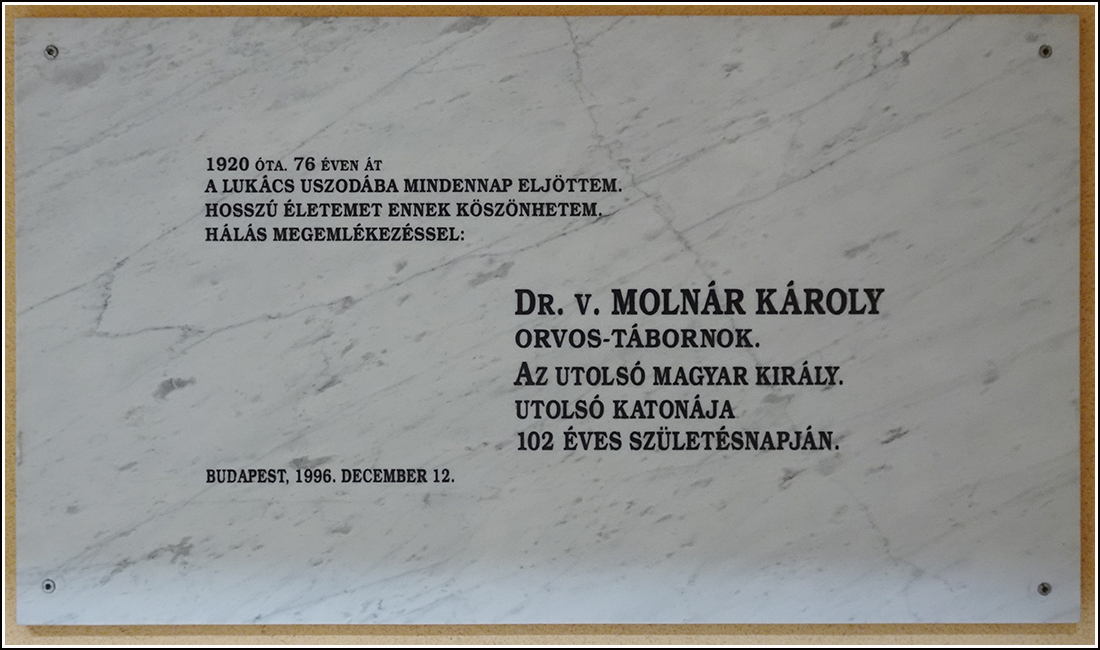 1920 ÓTA. 76 ÉVEN ÁT
A LUKÁCS USZODÁBA MINDENNAP ELJÖTTEM.
HOSSZÚ ÉLETEMET ENNEK KÖSZÖNHETEM.
HÁLÁS MEGEMLÉKEZÉSSEL:
DR. V. MOLNÁR KÁROLY
ORVOS-TÁBORNOK.
AZ UTOLSÓ MAGYAR KIRÁLY.
UTOLSÓ KATONÁJA
102 ÉVES SZÜLETÉSNAPJÁN.
BUDAPEST, 1996. DECEMBER 12.